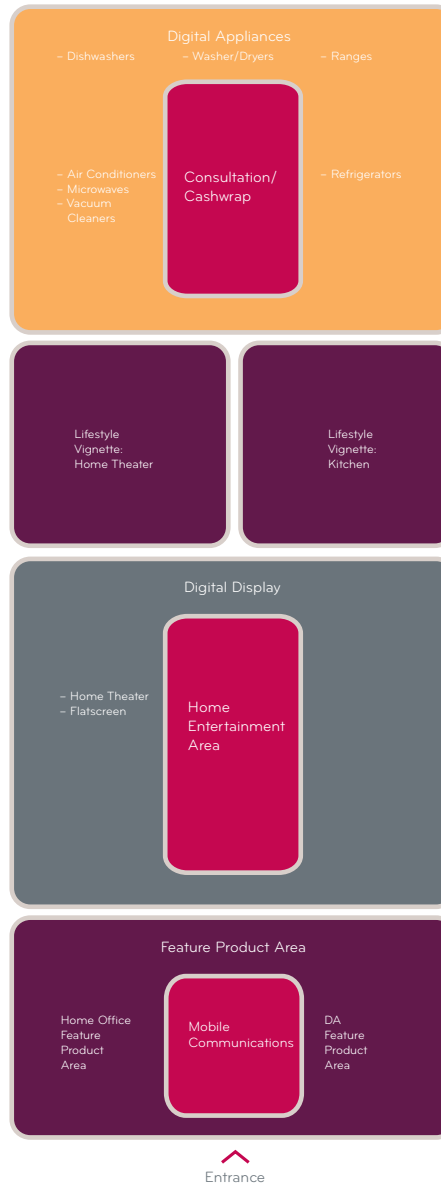 Digital Appliances
– Dishwashers
– Washer/Dryers
– Ranges
– Air Conditioners
– Microwaves
– Vacuum
Cleaners
Consultation/
Cashwrap
– Refrigerators
Lifestyle
Vignette:
Home Theater
Lifestyle
Vignette:
Kitchen
Digital Display
– Home Theater
– Flatscreen
Home
Entertainment
Area
Feature Product Area
Home Office
Feature
Product
Area
Mobile
Communications
DA
Feature
Product
Area
Entrance